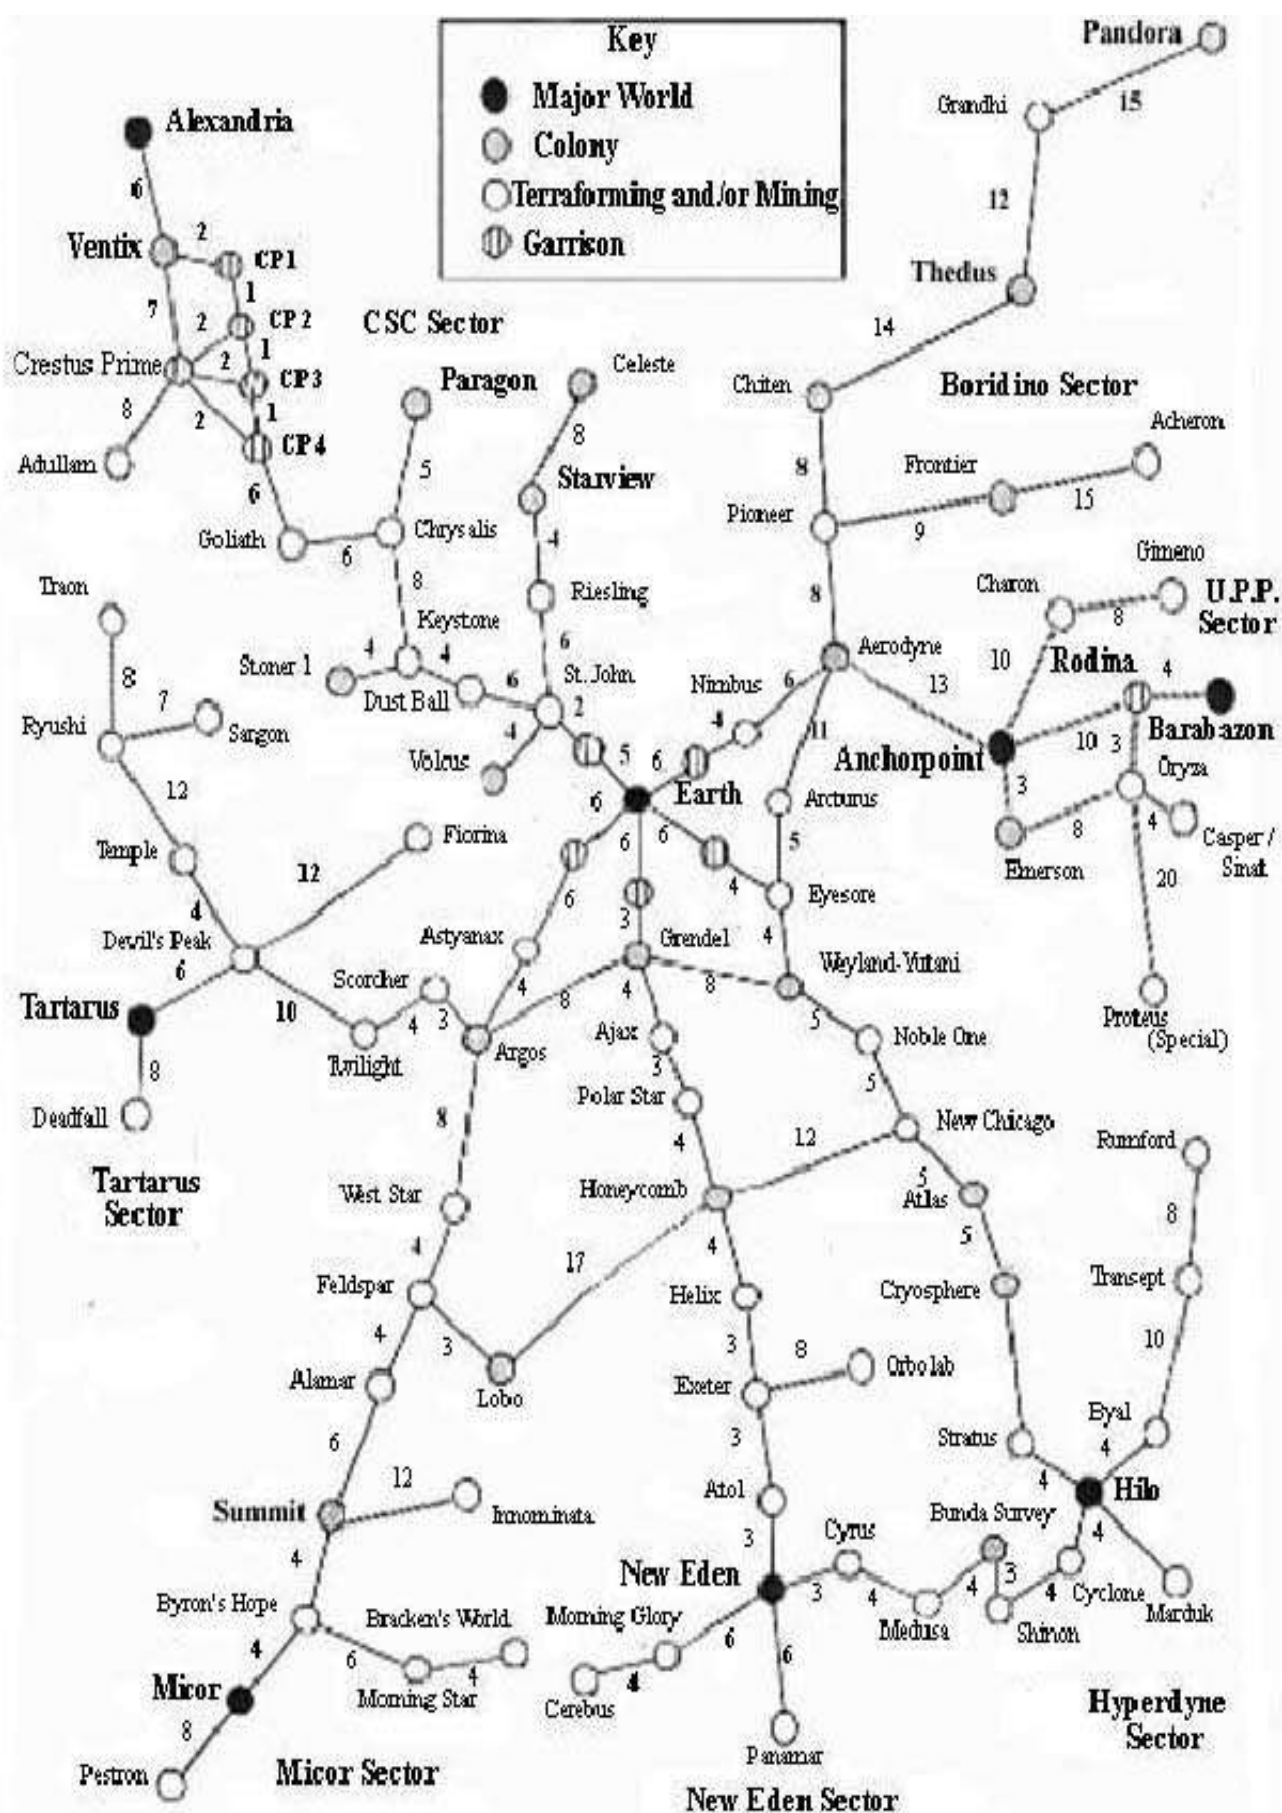 Key
Major World
Colony
Terraforming and/or Mining
Garrison
Pandora
15
Grandhi
12
Alexandria
6
Ventix
2
CP1
1
7
2
CP 2
Thedus
14
CSC Sector
Crestus Prime
2
1
CP3
8
2
1
CP4
Adullam
6
Paragon
Celeste
8
Chiten
Boridino Sector
Acheron
5
Starview
8
Frontier
15
Pioneer
9
Goliath
6
Chrysalis
4
Traon
8
Riesling
8
Charon
Gimeno
8
U.P.P.
Sector
Keystone
6
Aerodyne
10
Rodina
4
Stoner 1
4
4
St. John
Nimbus
6
13
8
7
Dust Ball
6
2
4
11
Ryushi
Sargon
Volcus
4
5
6
Anchorpoint
10
3
Barabazon
Oryza
12
6
Earth
Arcturus
3
Temple
Fiorina
6
6
5
8
4
Casper /
Sinat
12
Emerson
20
4
6
4
Eyesore
Devil's Peak
Astyanax
3
4
6
Scorcher
Grendel
Weyland-Yutani
Tartarus
10
4
8
4
8
5
Proteus
(Special)
4
3
Twilight
Argos
Ajax
Noble One
8
3
5
Deadfall
8
Polar Star
New Chicago
Rumford
4
12
Tartarus
Sector
West Star
Honeycomb
5
Atlas
8
4
17
4
5
Feldspar
Helix
Cryosphere
Transept
4
3
3
8
10
Alamar
Lobo
Exeter
Orbolab
6
3
Stratus
Eyal
4
12
4
Summit
Innominata
Atol
Hilo
4
3
Cyrus
Bunda Survey
4
New Eden
3
4
4
3
4
Cyclone
Byron's Hope
Bracken's World
Morning Glory
Medusa
Shinon
Marduk
4
6
4
6
6
Micor
Morning Star
4
Cerebus
8
Hyperdyne
Sector
Pestron
Micor Sector
Panamar
New Eden Sector